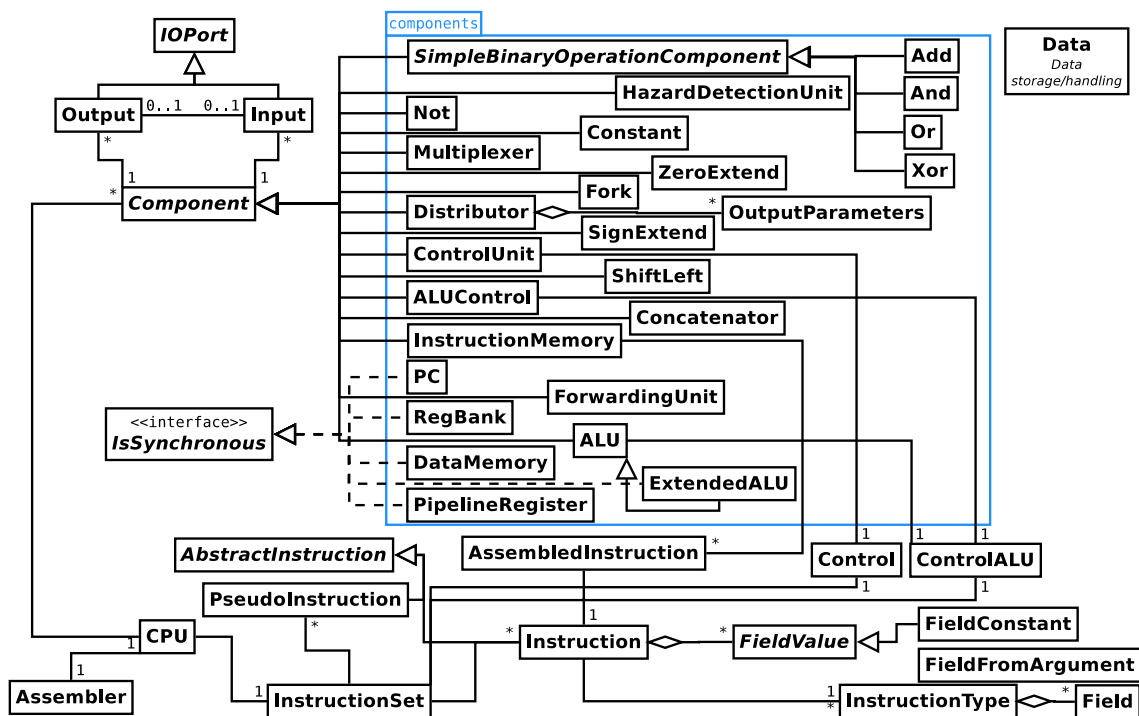 components
IOPort
SimpleBinaryOperationComponent
Add
Data
Data
storage/handling
HazardDetectionUnit
And
Output
0..1
0..1
Input
Not
Constant
Or
*
*
Multiplexer
ZeroExtend
Xor
1
1
*
Component
Fork
Distributor
*
OutputParameters
SignExtend
ControlUnit
ShiftLeft
ALUControl
Concatenator
InstructionMemory
PC
ForwardingUnit
<<interface>>
IsSynchronous
RegBank
ALU
DataMemory
ExtendedALU
PipelineRegister
1
1
1
AbstractInstruction
AssembledInstruction
*
Control
ControlALU
1
1
PseudoInstruction
*
1
CPU
1
*
Instruction
*
FieldValue
FieldConstant
FieldFromArgument
1
Assembler
1
InstructionSet
1
*
InstructionType
*
Field